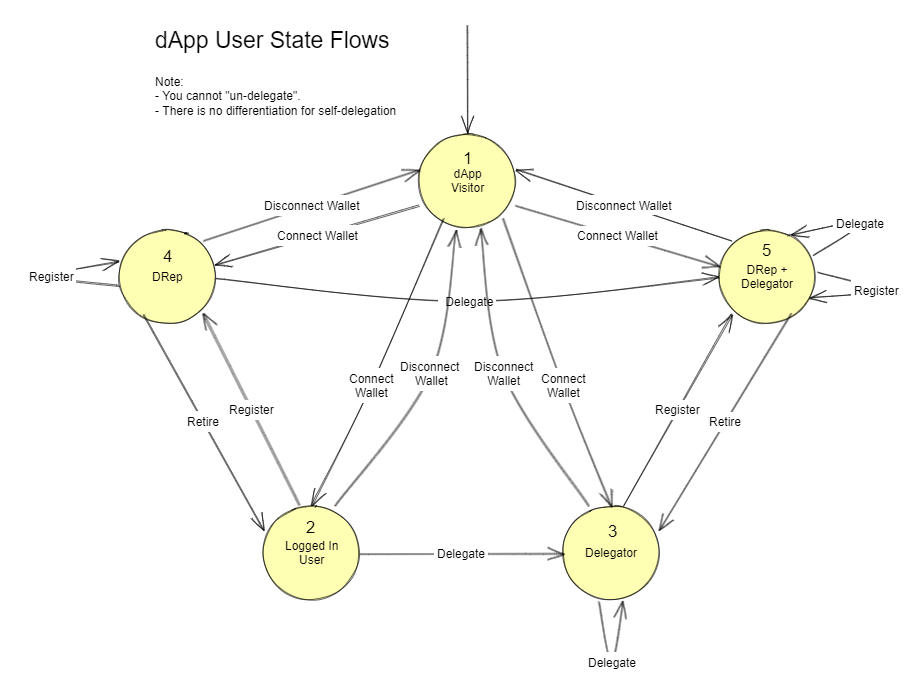 dApp User State Flows
Note:
- You cannot "un-delegate".
- There is no differentiation for self-delegation
1
dApp
Visitor
Disconnect Wallet
Connect Wallet
Disconnect Wallet
Connect Wallet
Delegate
4
DRep
Register
5
DRep +
Delegator
Register
Delegate
Connect
Wallet
Disconnect
Wallet
Disconnect
Wallet
Connect
Wallet
Retire
Register
Register
Retire
2
Logged In
User
Delegate
3
Delegator
Delegate